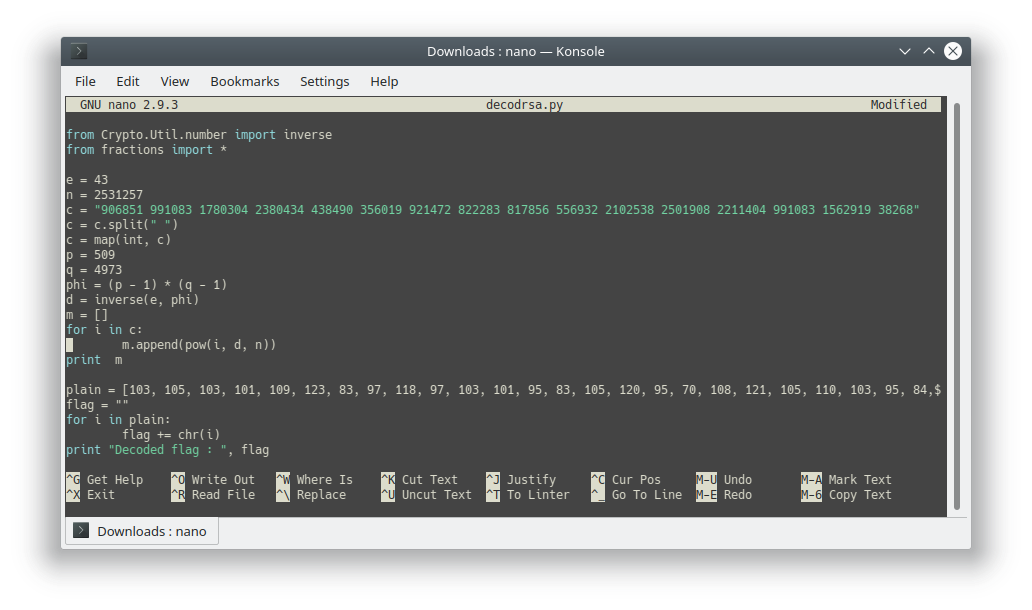 Downloads : nano — Konsole
File Edit View Bookmarks Settings Help
GNU nano 2.9.3 decodrsa.py Modified
from Crypto.Util.number import inverse
from fractions import *
e = 43
n = 2531257
c = "906851 991083 1780304 2380434 438490 356019 921472 822283 817856 556932 2102538 2501908 2211404 991083 1562919 38268"
c = c.split(" ")
c = map(int, c)
p = 509
q = 4973
phi = (p - 1) * (q - 1)
d = inverse(e, phi)
m = []
for i in c:
        m.append(pow(i, d, n))
print  m
plain = [103, 105, 103, 101, 109, 123, 83, 97, 118, 97, 103, 101, 95, 83, 105, 120, 95, 70, 108, 121, 105, 110, 103, 95, 84,$
flag = ""
for i in plain:
        flag += chr(i)
print "Decoded flag : ", flag
^G Get Help ^O Write Out ^W Where Is ^K Cut Text ^J Justify ^C Cur Pos M-U Undo M-A Mark Text
^X Exit ^R Read File ^\ Replace ^U Uncut Text ^T To Linter ^_ Go To Line M-E Redo M-6 Copy Text
Downloads : nano